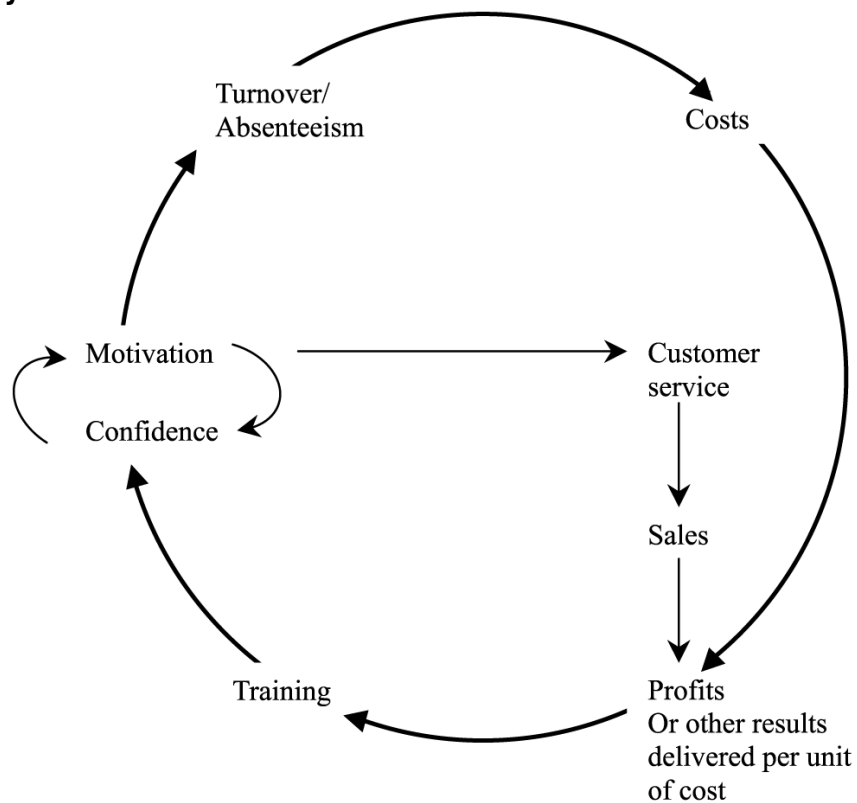 Turnover/
Absenteeism
Costs
Motivation
Confidence
Customer
service
Sales
Training
Profits
Or other results
delivered per unit
of cost